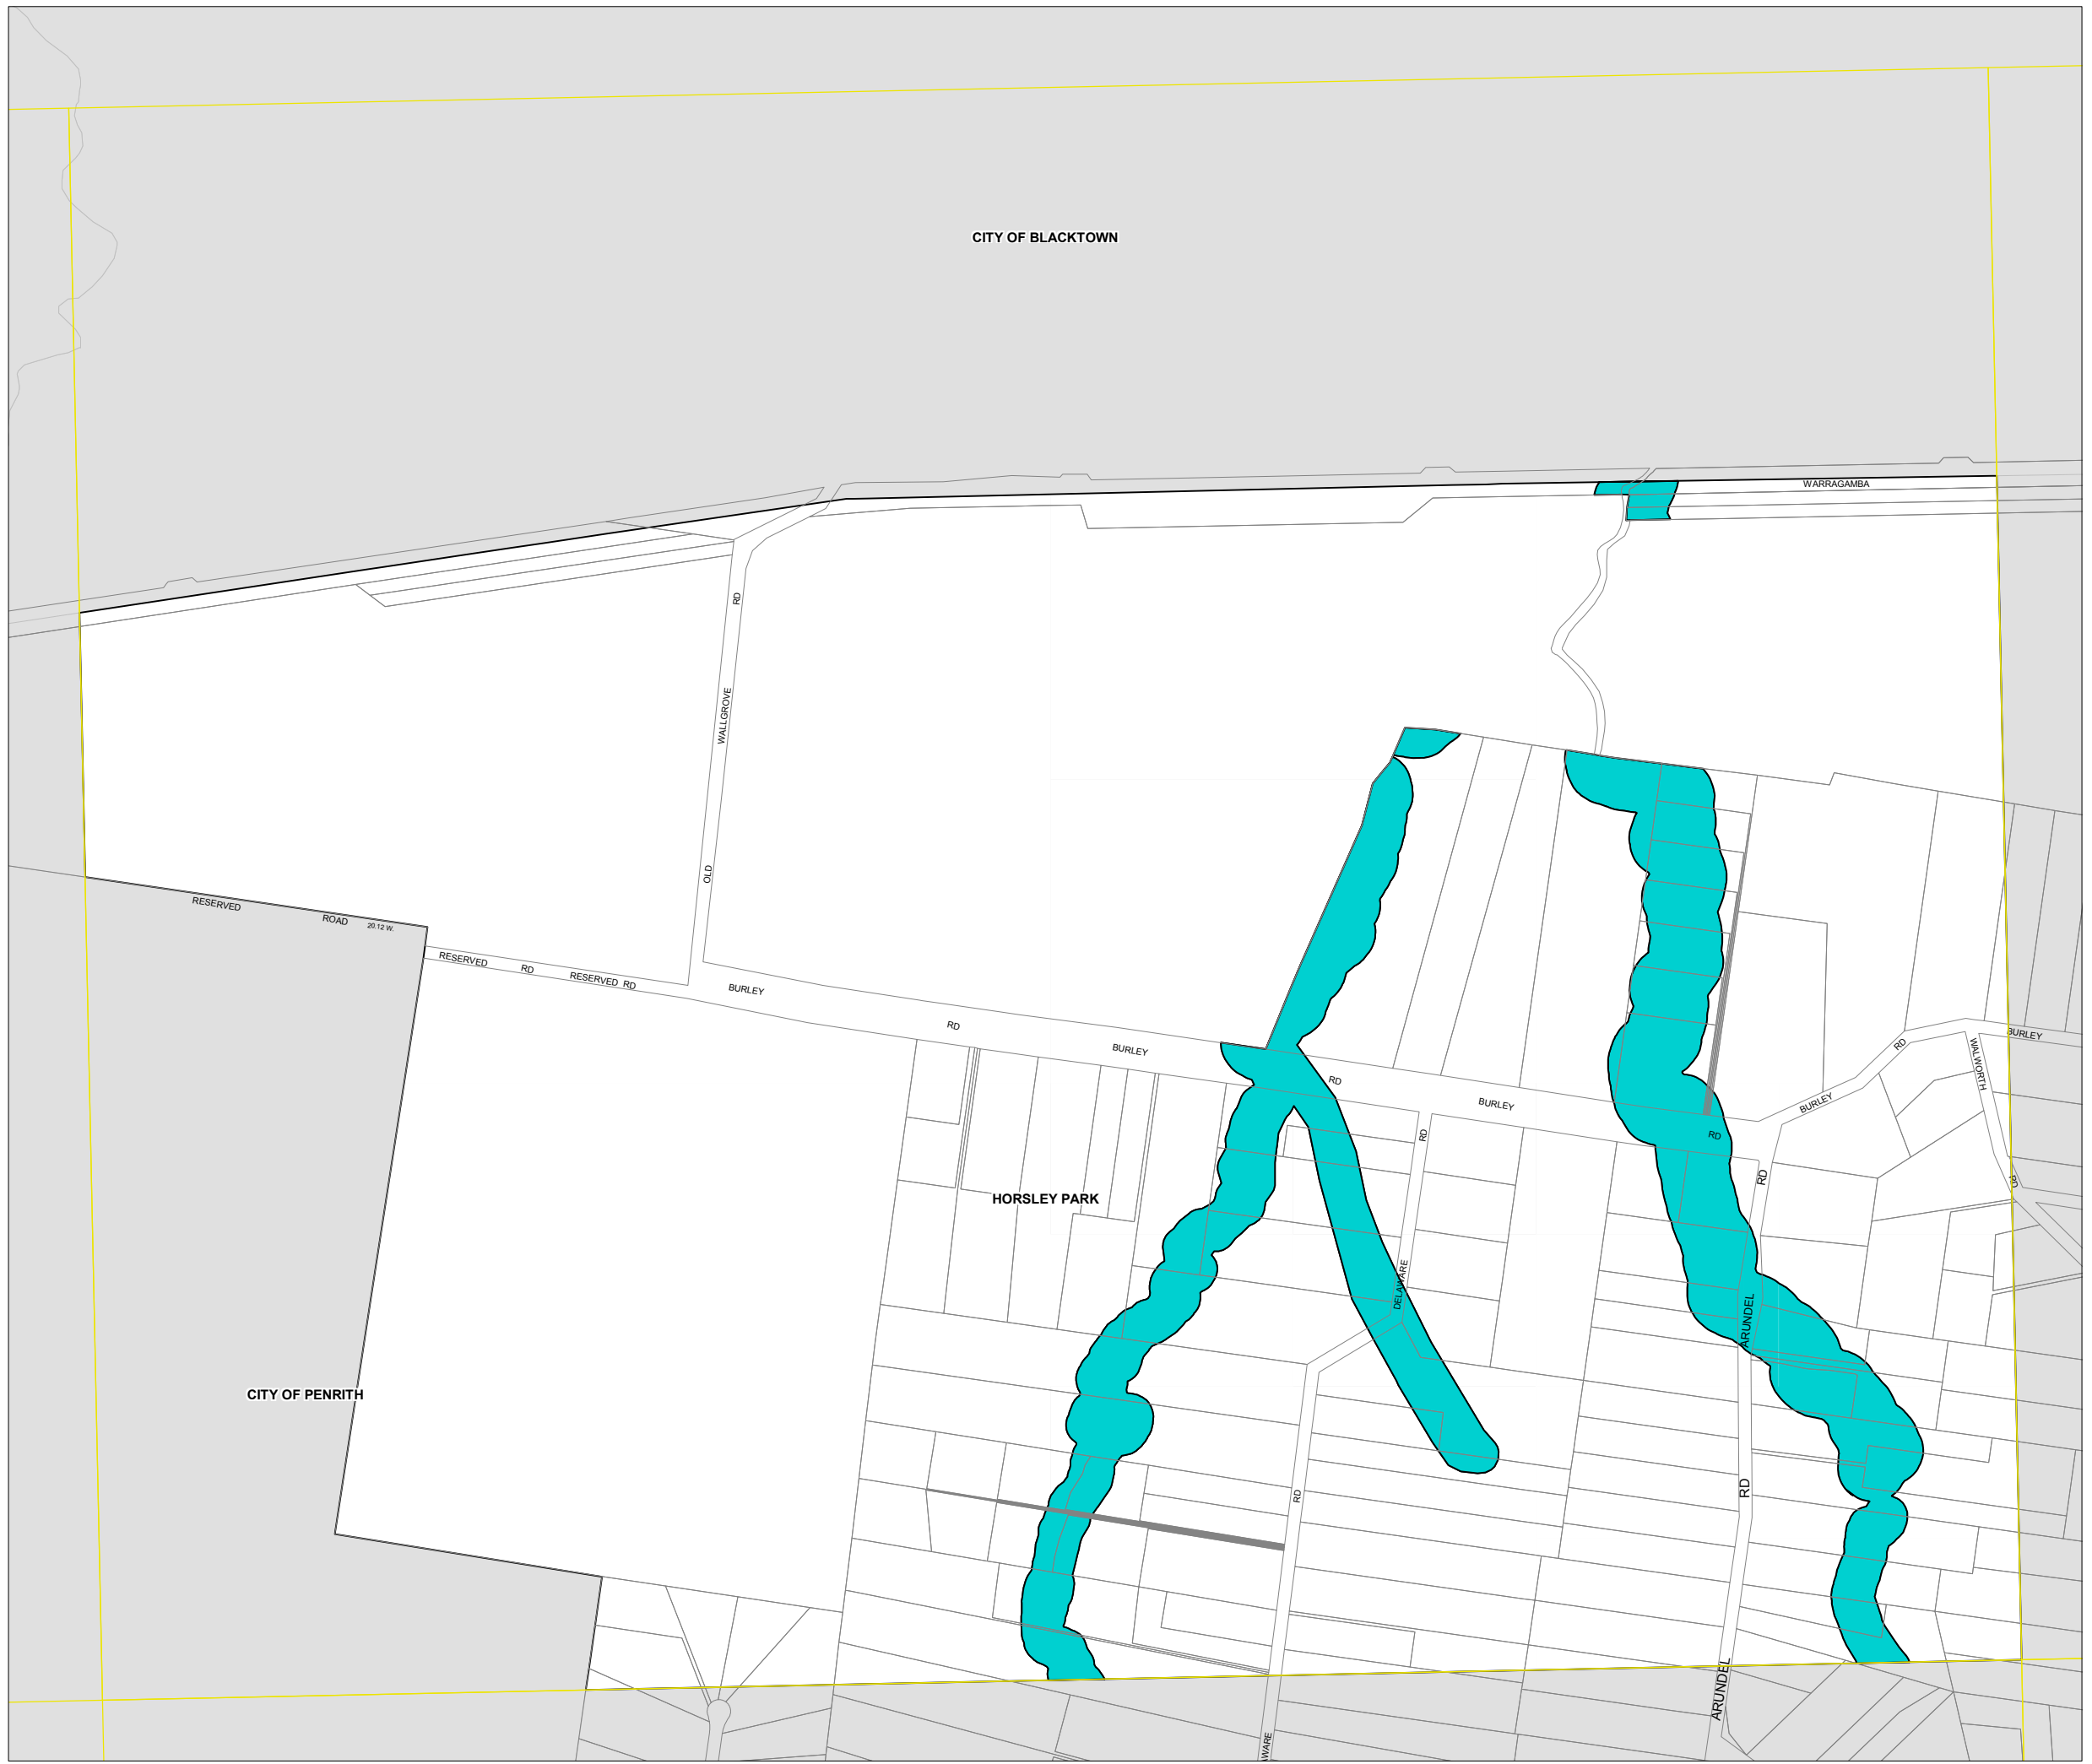 CITY OF BLACKTOWN
WARRAGAMBA
RD
WALLGROVE
OLD
RESERVED
ROAD
20.12 W.
RESERVED
RD
RESERVED RD
BURLEY
RD
BURLEY
RD
BURLEY
RD
BURLEY
RD
BURLEY
WALWORTH
RD
RD
RD
HORSLEY PARK
DELAWARE
ARUNDEL
CITY OF PENRITH
RD
RD
ARUNDEL
WARE